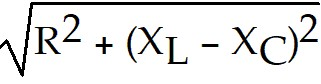 √R² + (X_L – X_C)²